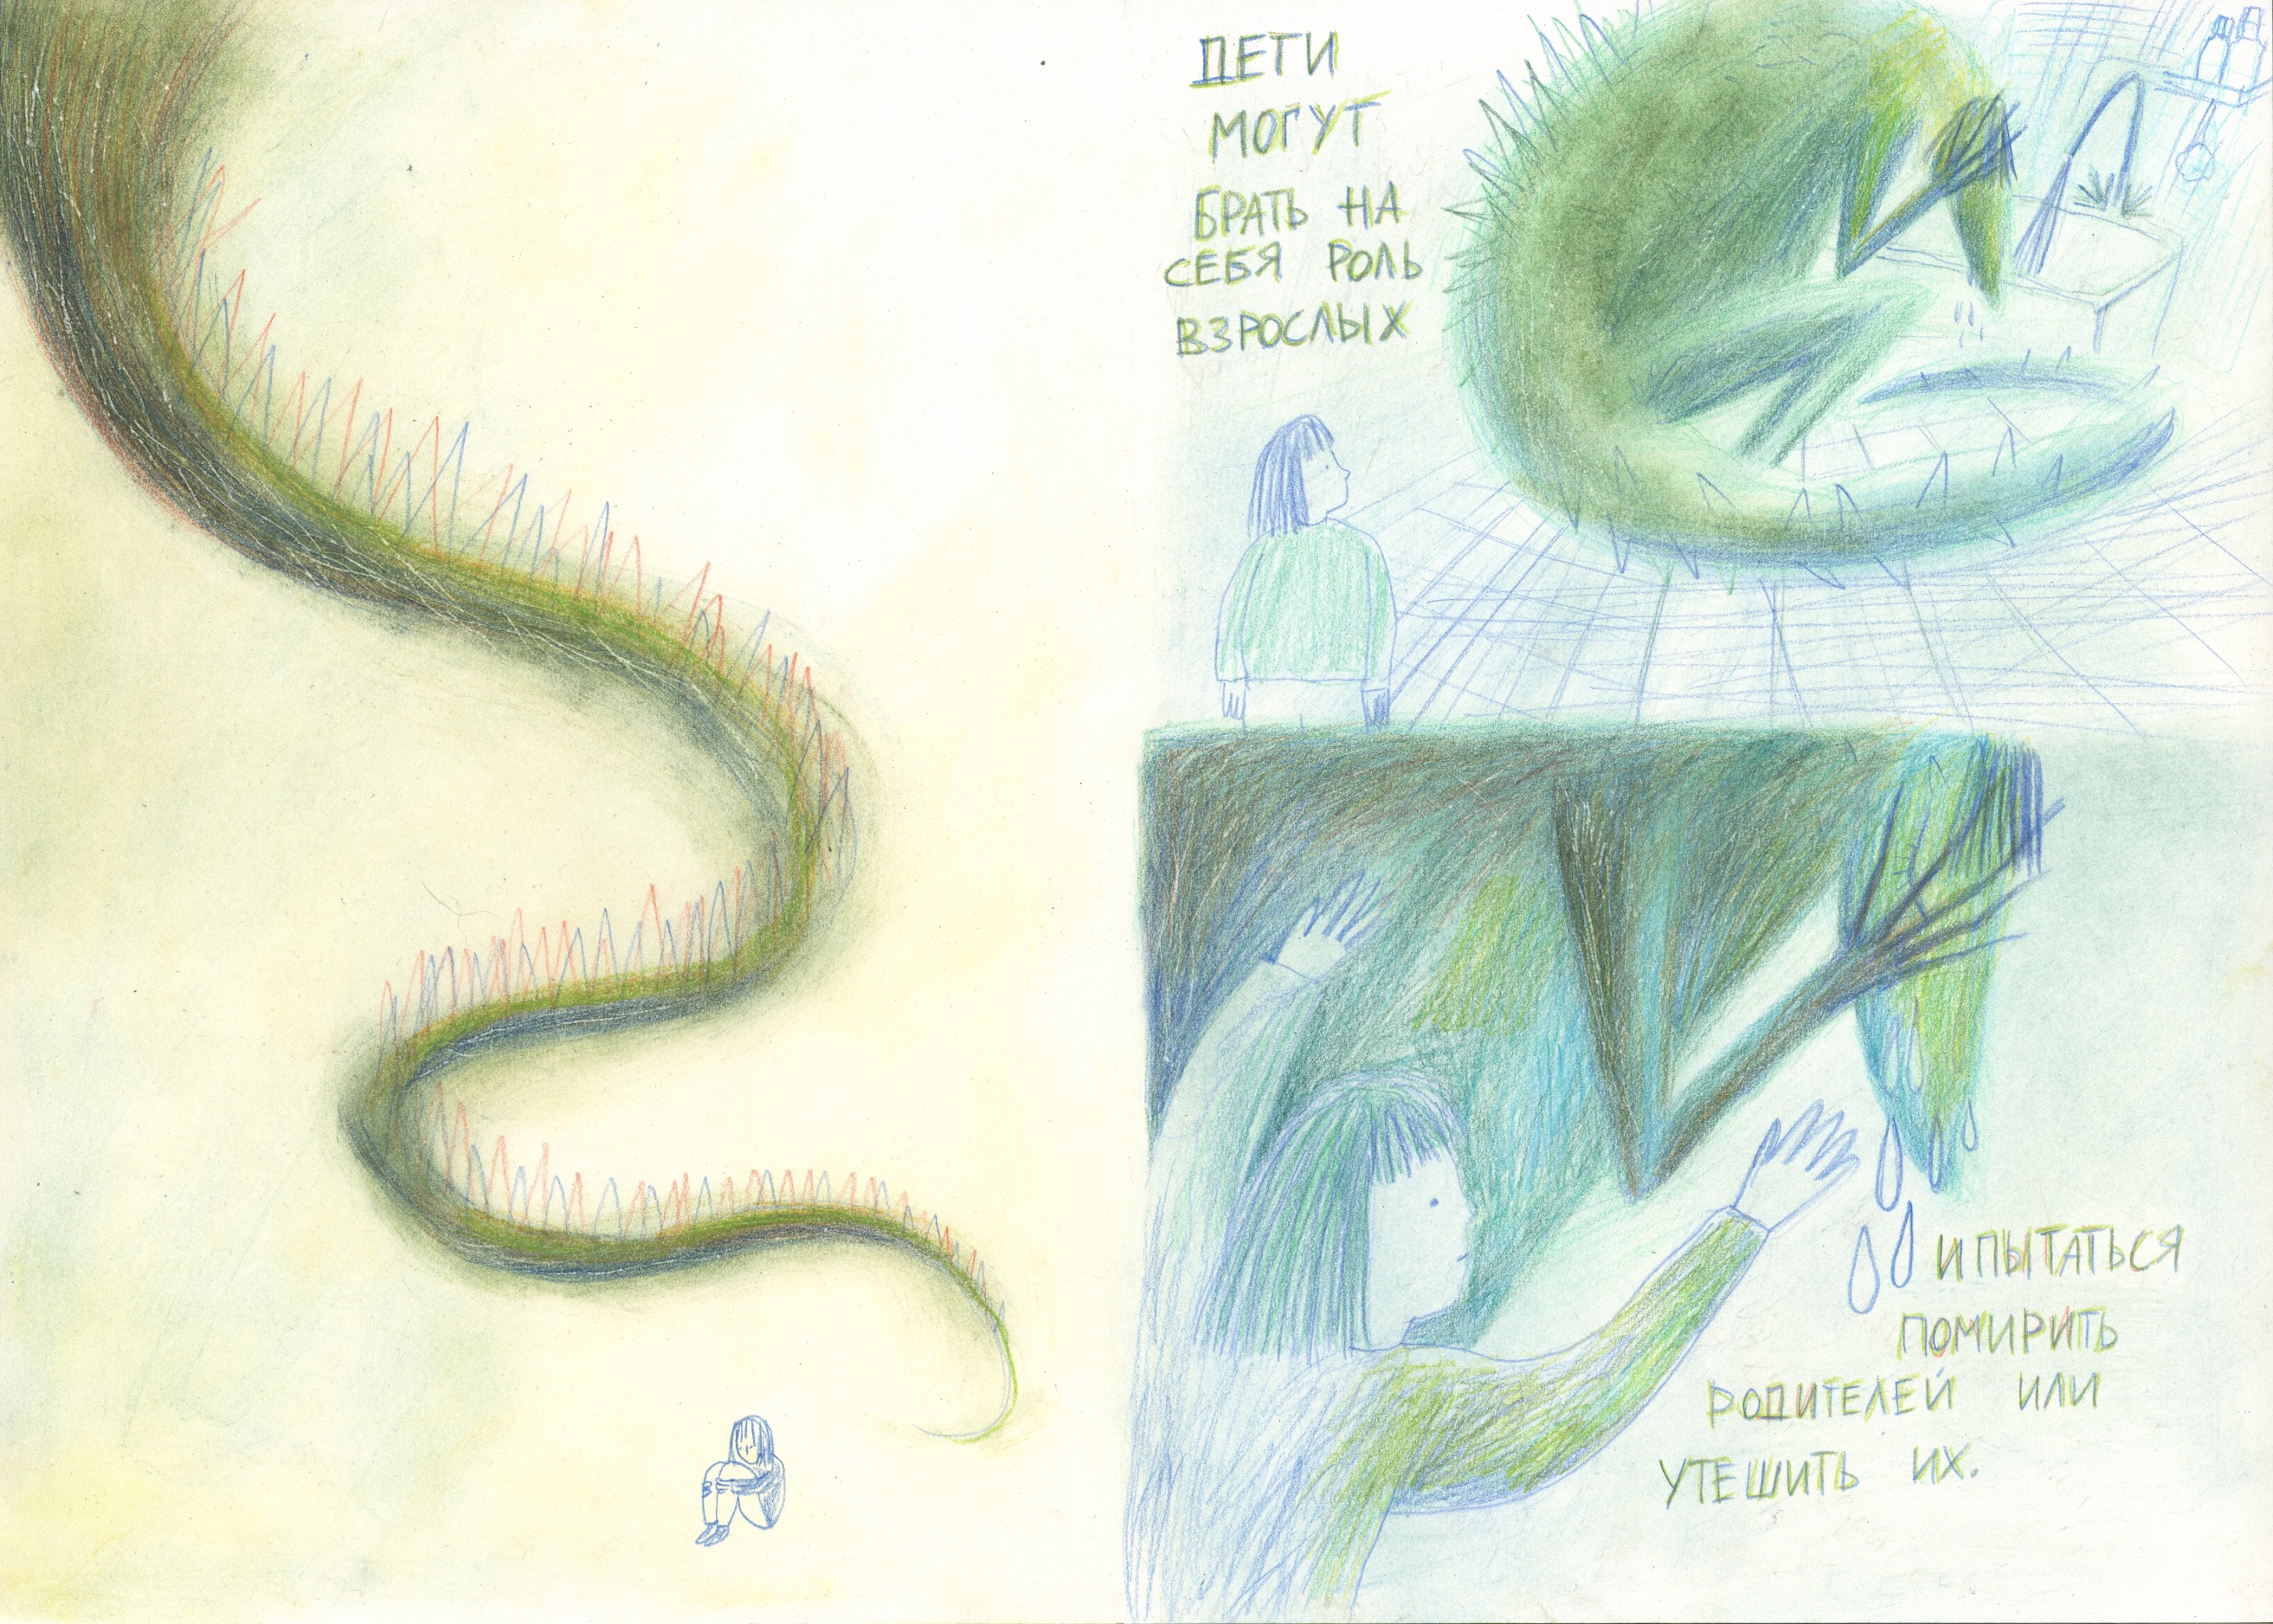 ДЕТИ
МОГУТ
БРАТЬ НА
СЕБЯ РОЛЬ
ВЗРОСЛЫХ
И ПЫТАТЬСЯ
ПОМИРИТЬ
РОДИТЕЛЕЙ ИЛИ
УТЕШИТЬ ИХ.